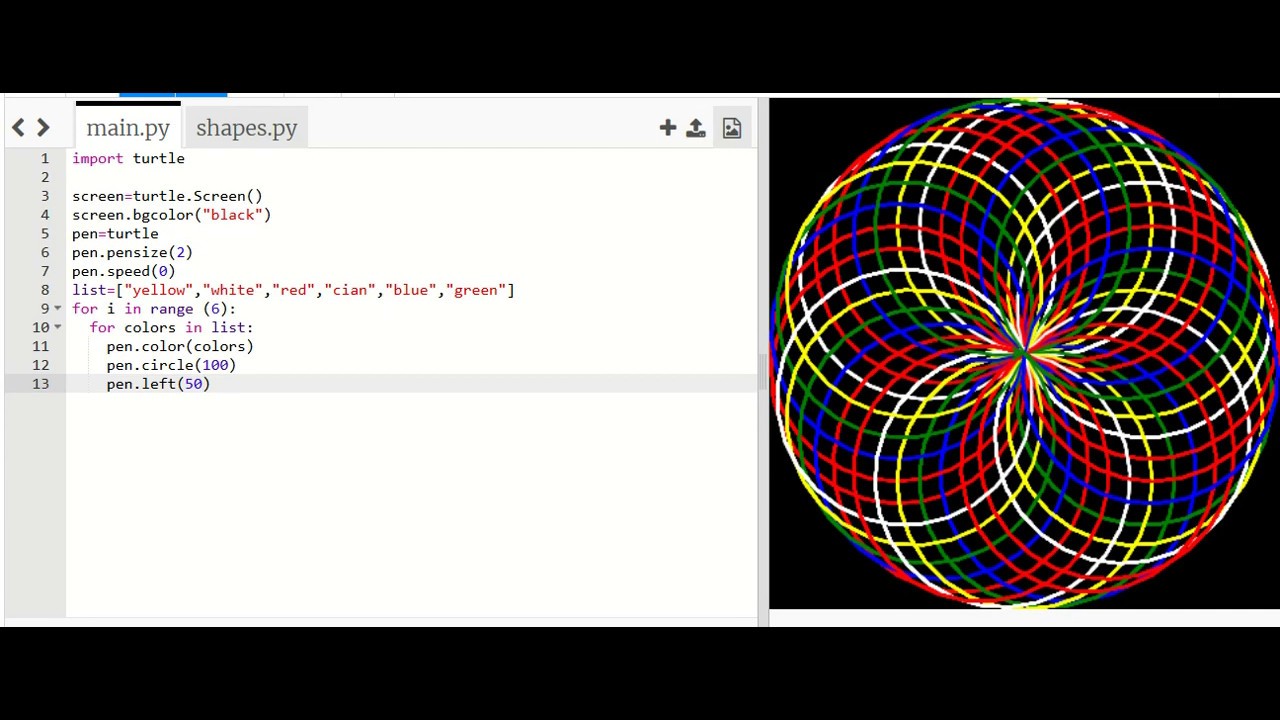 main.py shapes.py
1 import turtle
2
3 screen=turtle.Screen()
4 screen.bgcolor("black")
5 pen=turtle
6 pen.pensize(2)
7 pen.speed(0)
8 list=["yellow","white","red","cian","blue","green"]
9 for i in range (6):
10 for colors in list:
11 pen.color(colors)
12 pen.circle(100)
13 pen.left(50)